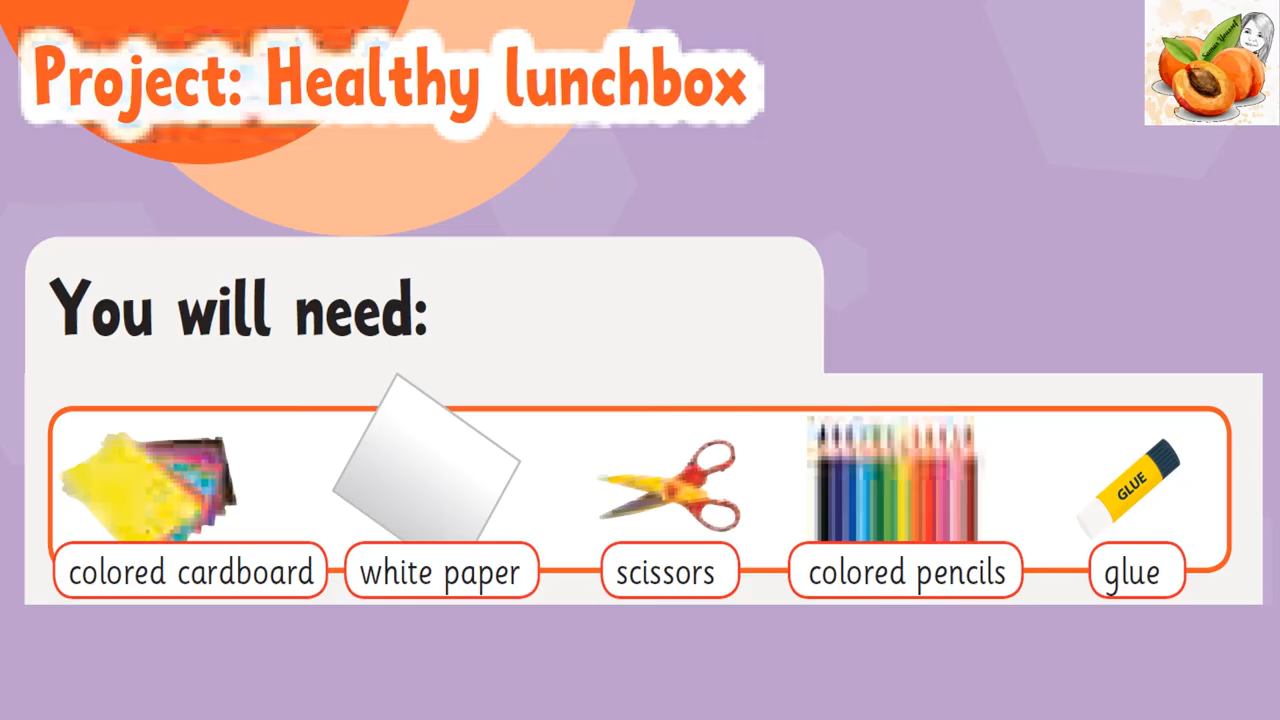 Project: Healthy lunchbox
You will need:
GLUE
colored cardboard
white paper
scissors
colored pencils
glue